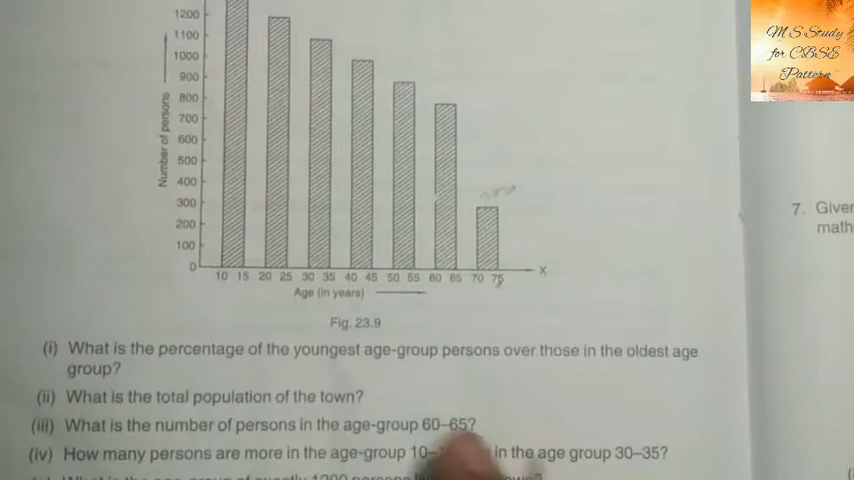 M S Study
for CBSE
Pattern
1200
1100
1000
900
800
700
600
500
400
300
200
100
0
Number of persons
10 15 20 25 30 35 40 45 50 55 60 65 70 75
X
Age (in years)
Fig. 23.9
(i) What is the percentage of the youngest age-group persons over those in the oldest age
group?
(ii) What is the total population of the town?
(iii) What is the number of persons in the age-group 60–65?
(iv) How many persons are more in the age-group 10– in the age group 30–35?
7. Given
math